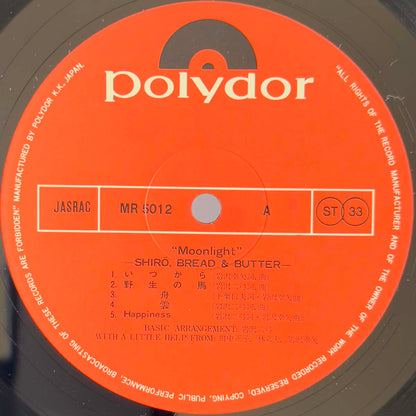 polydor
JASRAC MR 5012 A ST 33
"Moonlight"
—SHIRŌ, BREAD & BUTTER—
1. いつから
2. 野生の馬
3. 舟
4. 雲
5. Happiness
BASIC ARRANGEMENT
WITH A LITTLE HELP FROM
MANUFACTURED BY POLYDOR K.K., JAPAN.
"ALL RIGHTS OF THE RECORD MANUFACTURER AND OF THE OWNER OF THE WORK RECORDED RESERVED, COPYING, PUBLIC PERFORMANCE, BROADCASTING OF THESE RECORDS ARE FORBIDDEN"